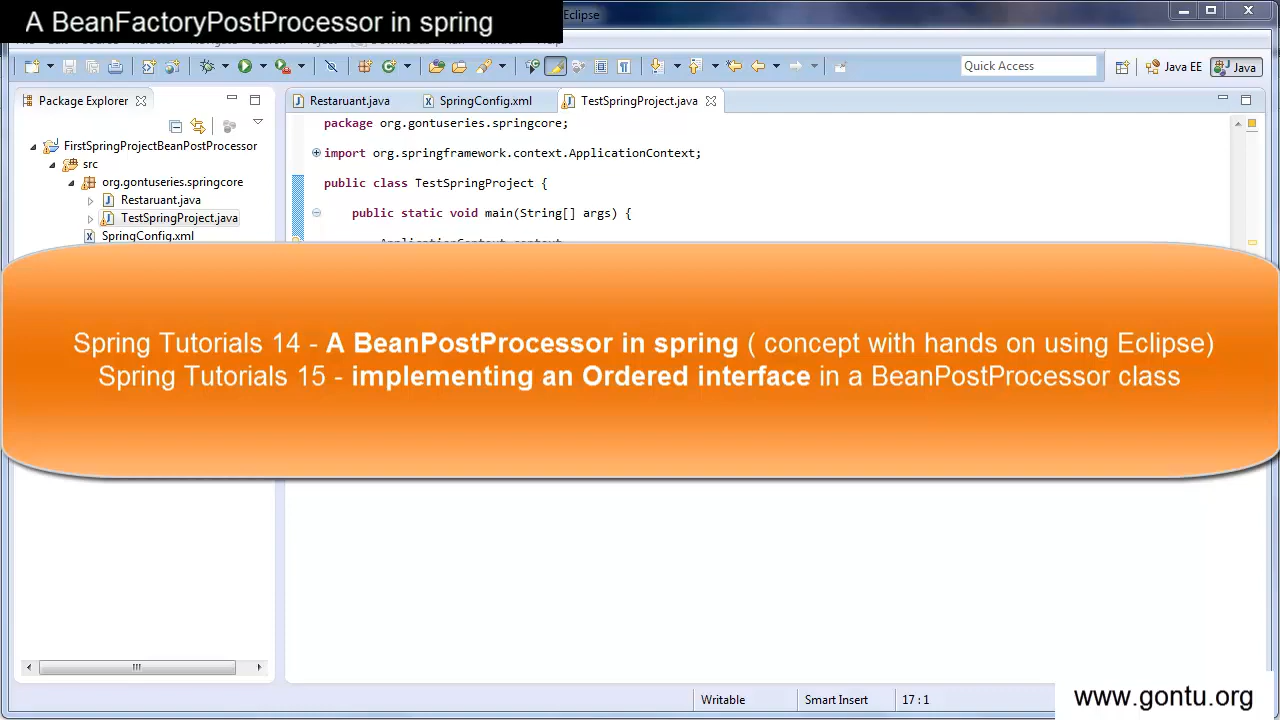 A BeanFactoryPostProcessor in spring
Eclipse
Quick Access
Java EE
Java
Package Explorer
Restaruant.java
SpringConfig.xml
TestSpringProject.java
FirstSpringProjectBeanPostProcessor
src
org.gontuseries.springcore
Restaruant.java
TestSpringProject.java
SpringConfig.xml
package org.gontuseries.springcore;
import org.springframework.context.ApplicationContext;
public class TestSpringProject {
public static void main(String[] args) {
ApplicationContext context
Spring Tutorials 14 - A BeanPostProcessor in spring ( concept with hands on using Eclipse)
Spring Tutorials 15 - implementing an Ordered interface in a BeanPostProcessor class
Writable
Smart Insert
17 : 1
www.gontu.org